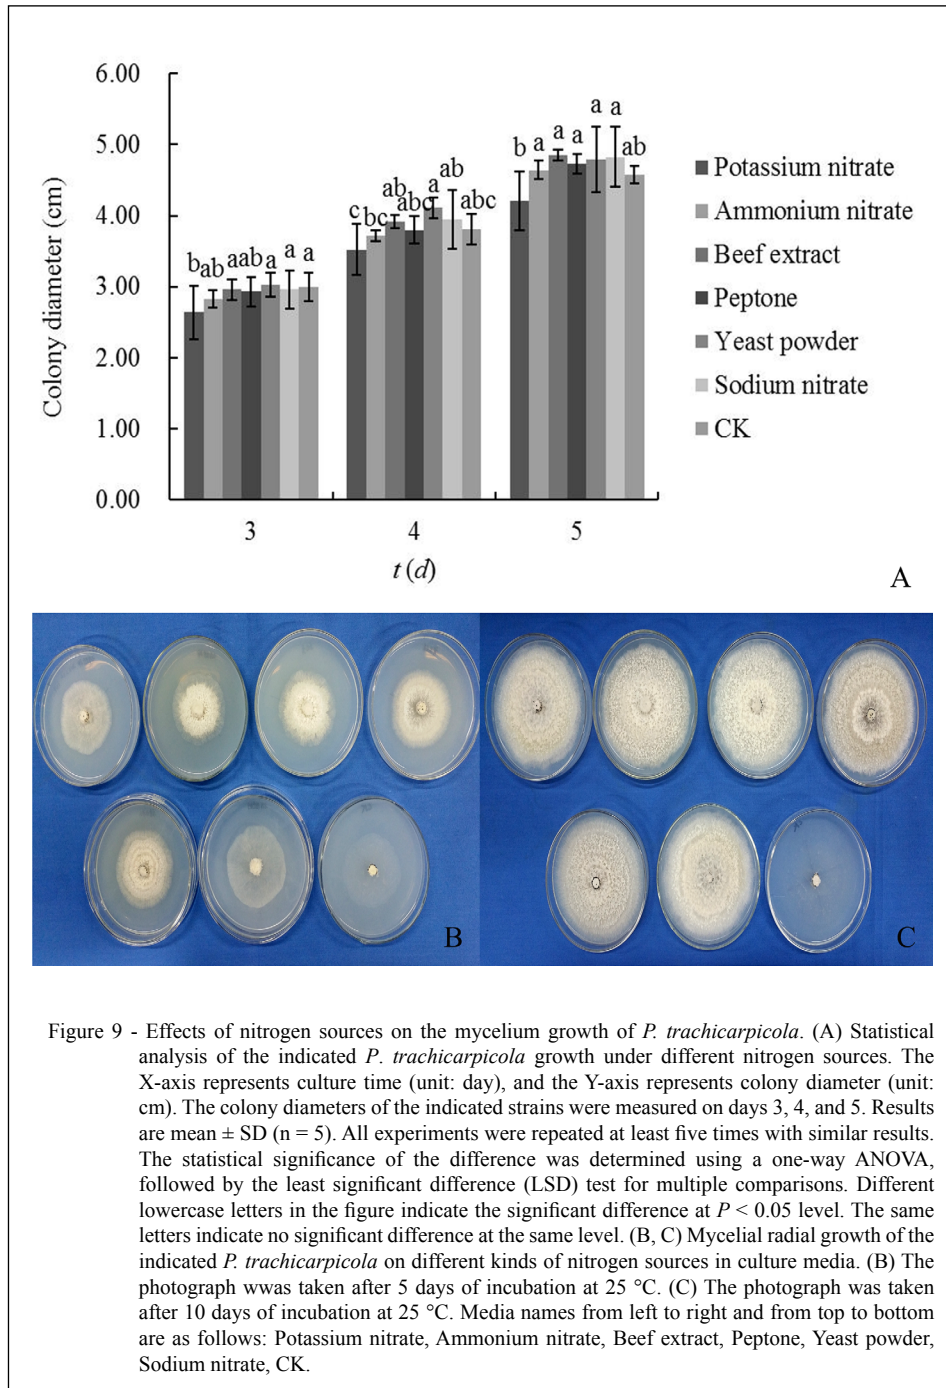 6.00
5.00
4.00
3.00
2.00
1.00
0.00
Colony diameter (cm)
b ab a ab a a a
c bc ab abc a ab abc
b a a a a a ab
3 4 5
t (d)
Potassium nitrate
Ammonium nitrate
Beef extract
Peptone
Yeast powder
Sodium nitrate
CK
A
B
C
Figure 9 - Effects of nitrogen sources on the mycelium growth of P. trachicarpicola. (A) Statistical
analysis of the indicated P. trachicarpicola growth under different nitrogen sources. The
X-axis represents culture time (unit: day), and the Y-axis represents colony diameter (unit:
cm). The colony diameters of the indicated strains were measured on days 3, 4, and 5. Results
are mean ± SD (n = 5). All experiments were repeated at least five times with similar results.
The statistical significance of the difference was determined using a one-way ANOVA,
followed by the least significant difference (LSD) test for multiple comparisons. Different
lowercase letters in the figure indicate the significant difference at P < 0.05 level. The same
letters indicate no significant difference at the same level. (B, C) Mycelial radial growth of the
indicated P. trachicarpicola on different kinds of nitrogen sources in culture media. (B) The
photograph wwas taken after 5 days of incubation at 25 °C. (C) The photograph was taken
after 10 days of incubation at 25 °C. Media names from left to right and from top to bottom
are as follows: Potassium nitrate, Ammonium nitrate, Beef extract, Peptone, Yeast powder,
Sodium nitrate, CK.